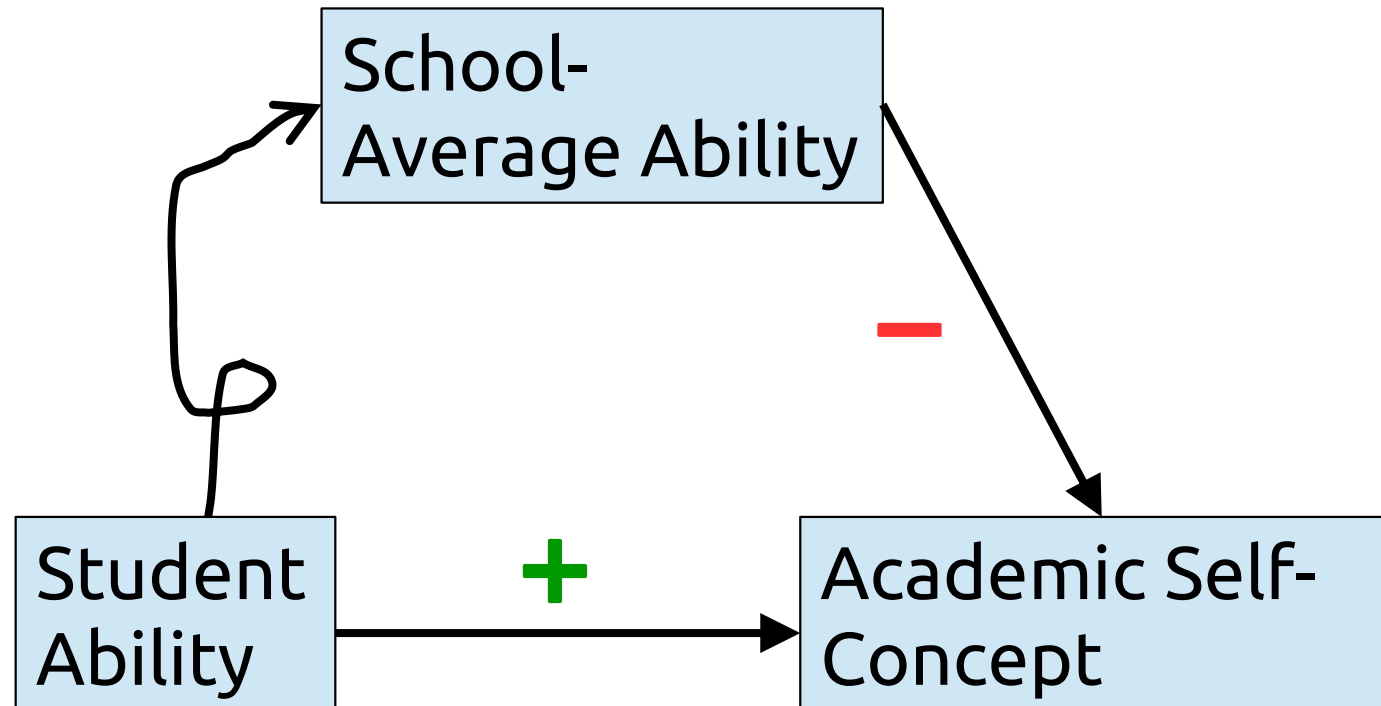 School-
Average Ability
−
+
Student
Ability
Academic Self-
Concept